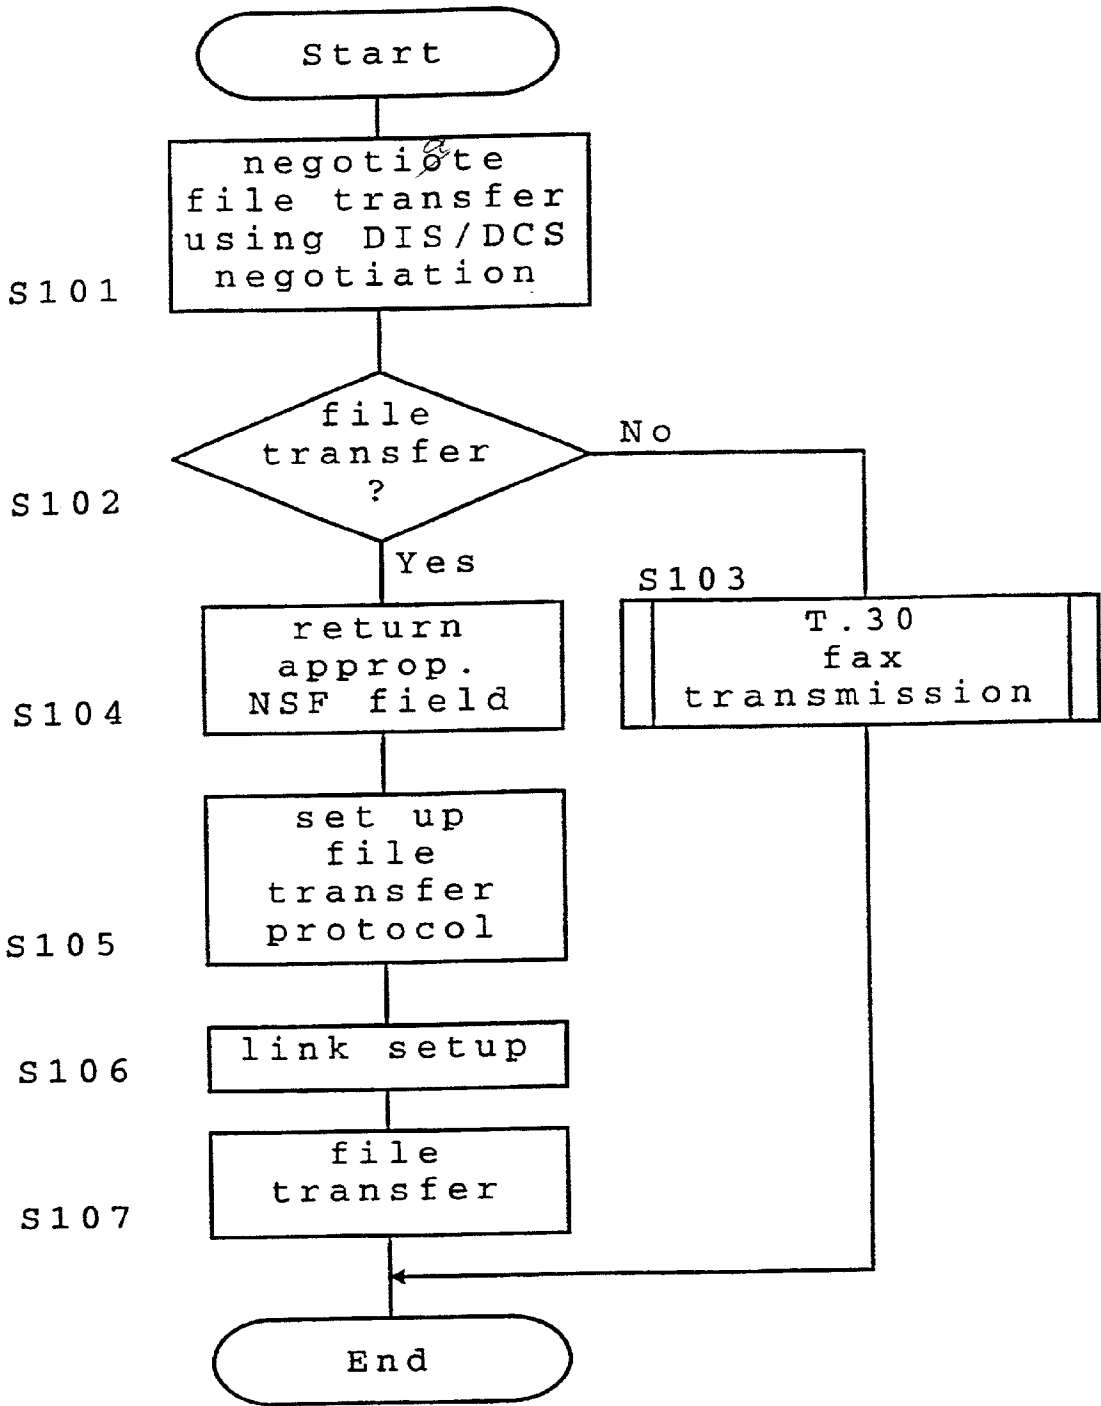 Start
negotiate
file transfer
using DIS/DCS
negotiation
S101
file
transfer
?
No
S102
Yes
S103
T.30
fax
transmission
return
approp.
NSF field
S104
set up
file
transfer
protocol
S105
link setup
S106
file
transfer
S107
End